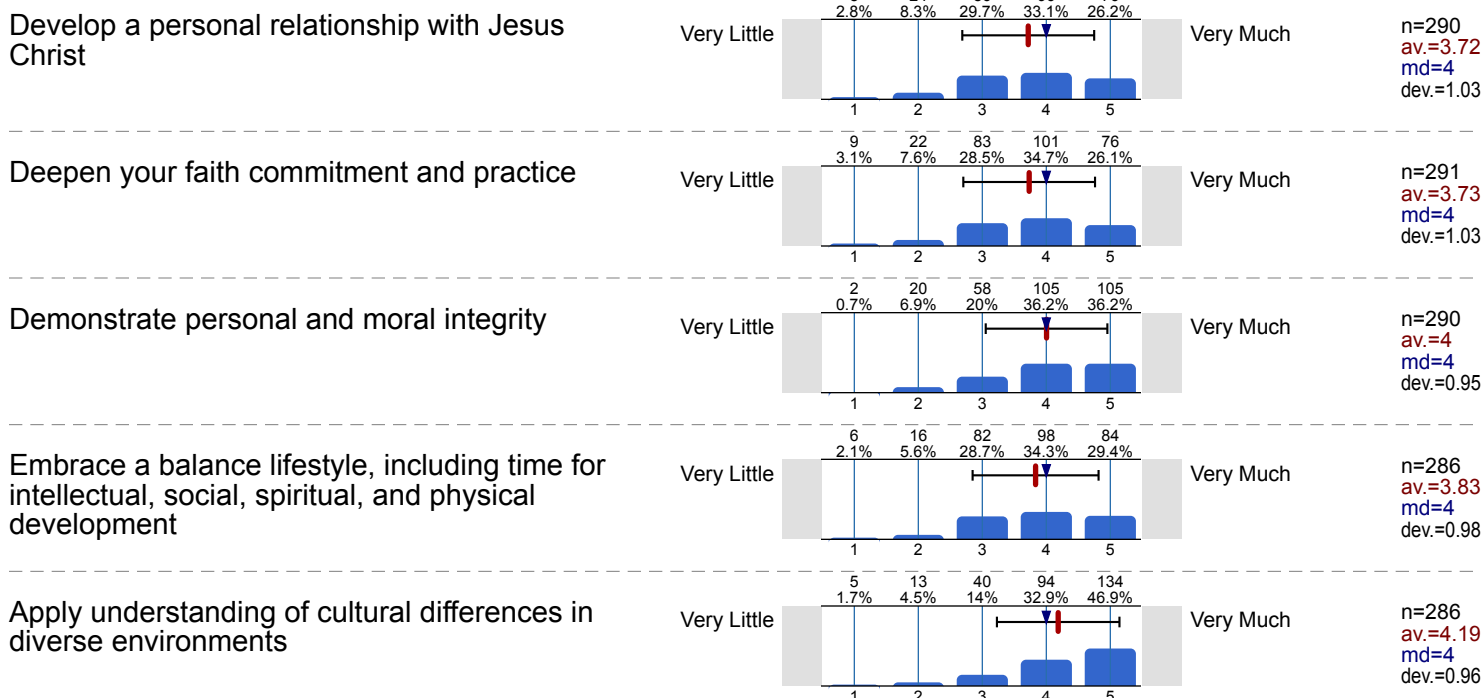 2.8% 8.3% 29.7% 33.1% 26.2%
Develop a personal relationship with Jesus
Christ
Very Little
Very Much
n=290
av.=3.72
md=4
dev.=1.03
1 2 3 4 5
9 22 83 101 76
3.1% 7.6% 28.5% 34.7% 26.1%
Deepen your faith commitment and practice
Very Little
Very Much
n=291
av.=3.73
md=4
dev.=1.03
1 2 3 4 5
2 20 58 105 105
0.7% 6.9% 20% 36.2% 36.2%
Demonstrate personal and moral integrity
Very Little
Very Much
n=290
av.=4
md=4
dev.=0.95
1 2 3 4 5
6 16 82 98 84
2.1% 5.6% 28.7% 34.3% 29.4%
Embrace a balance lifestyle, including time for
intellectual, social, spiritual, and physical
development
Very Little
Very Much
n=286
av.=3.83
md=4
dev.=0.98
1 2 3 4 5
5 13 40 94 134
1.7% 4.5% 14% 32.9% 46.9%
Apply understanding of cultural differences in
diverse environments
Very Little
Very Much
n=286
av.=4.19
md=4
dev.=0.96
1 2 3 4 5